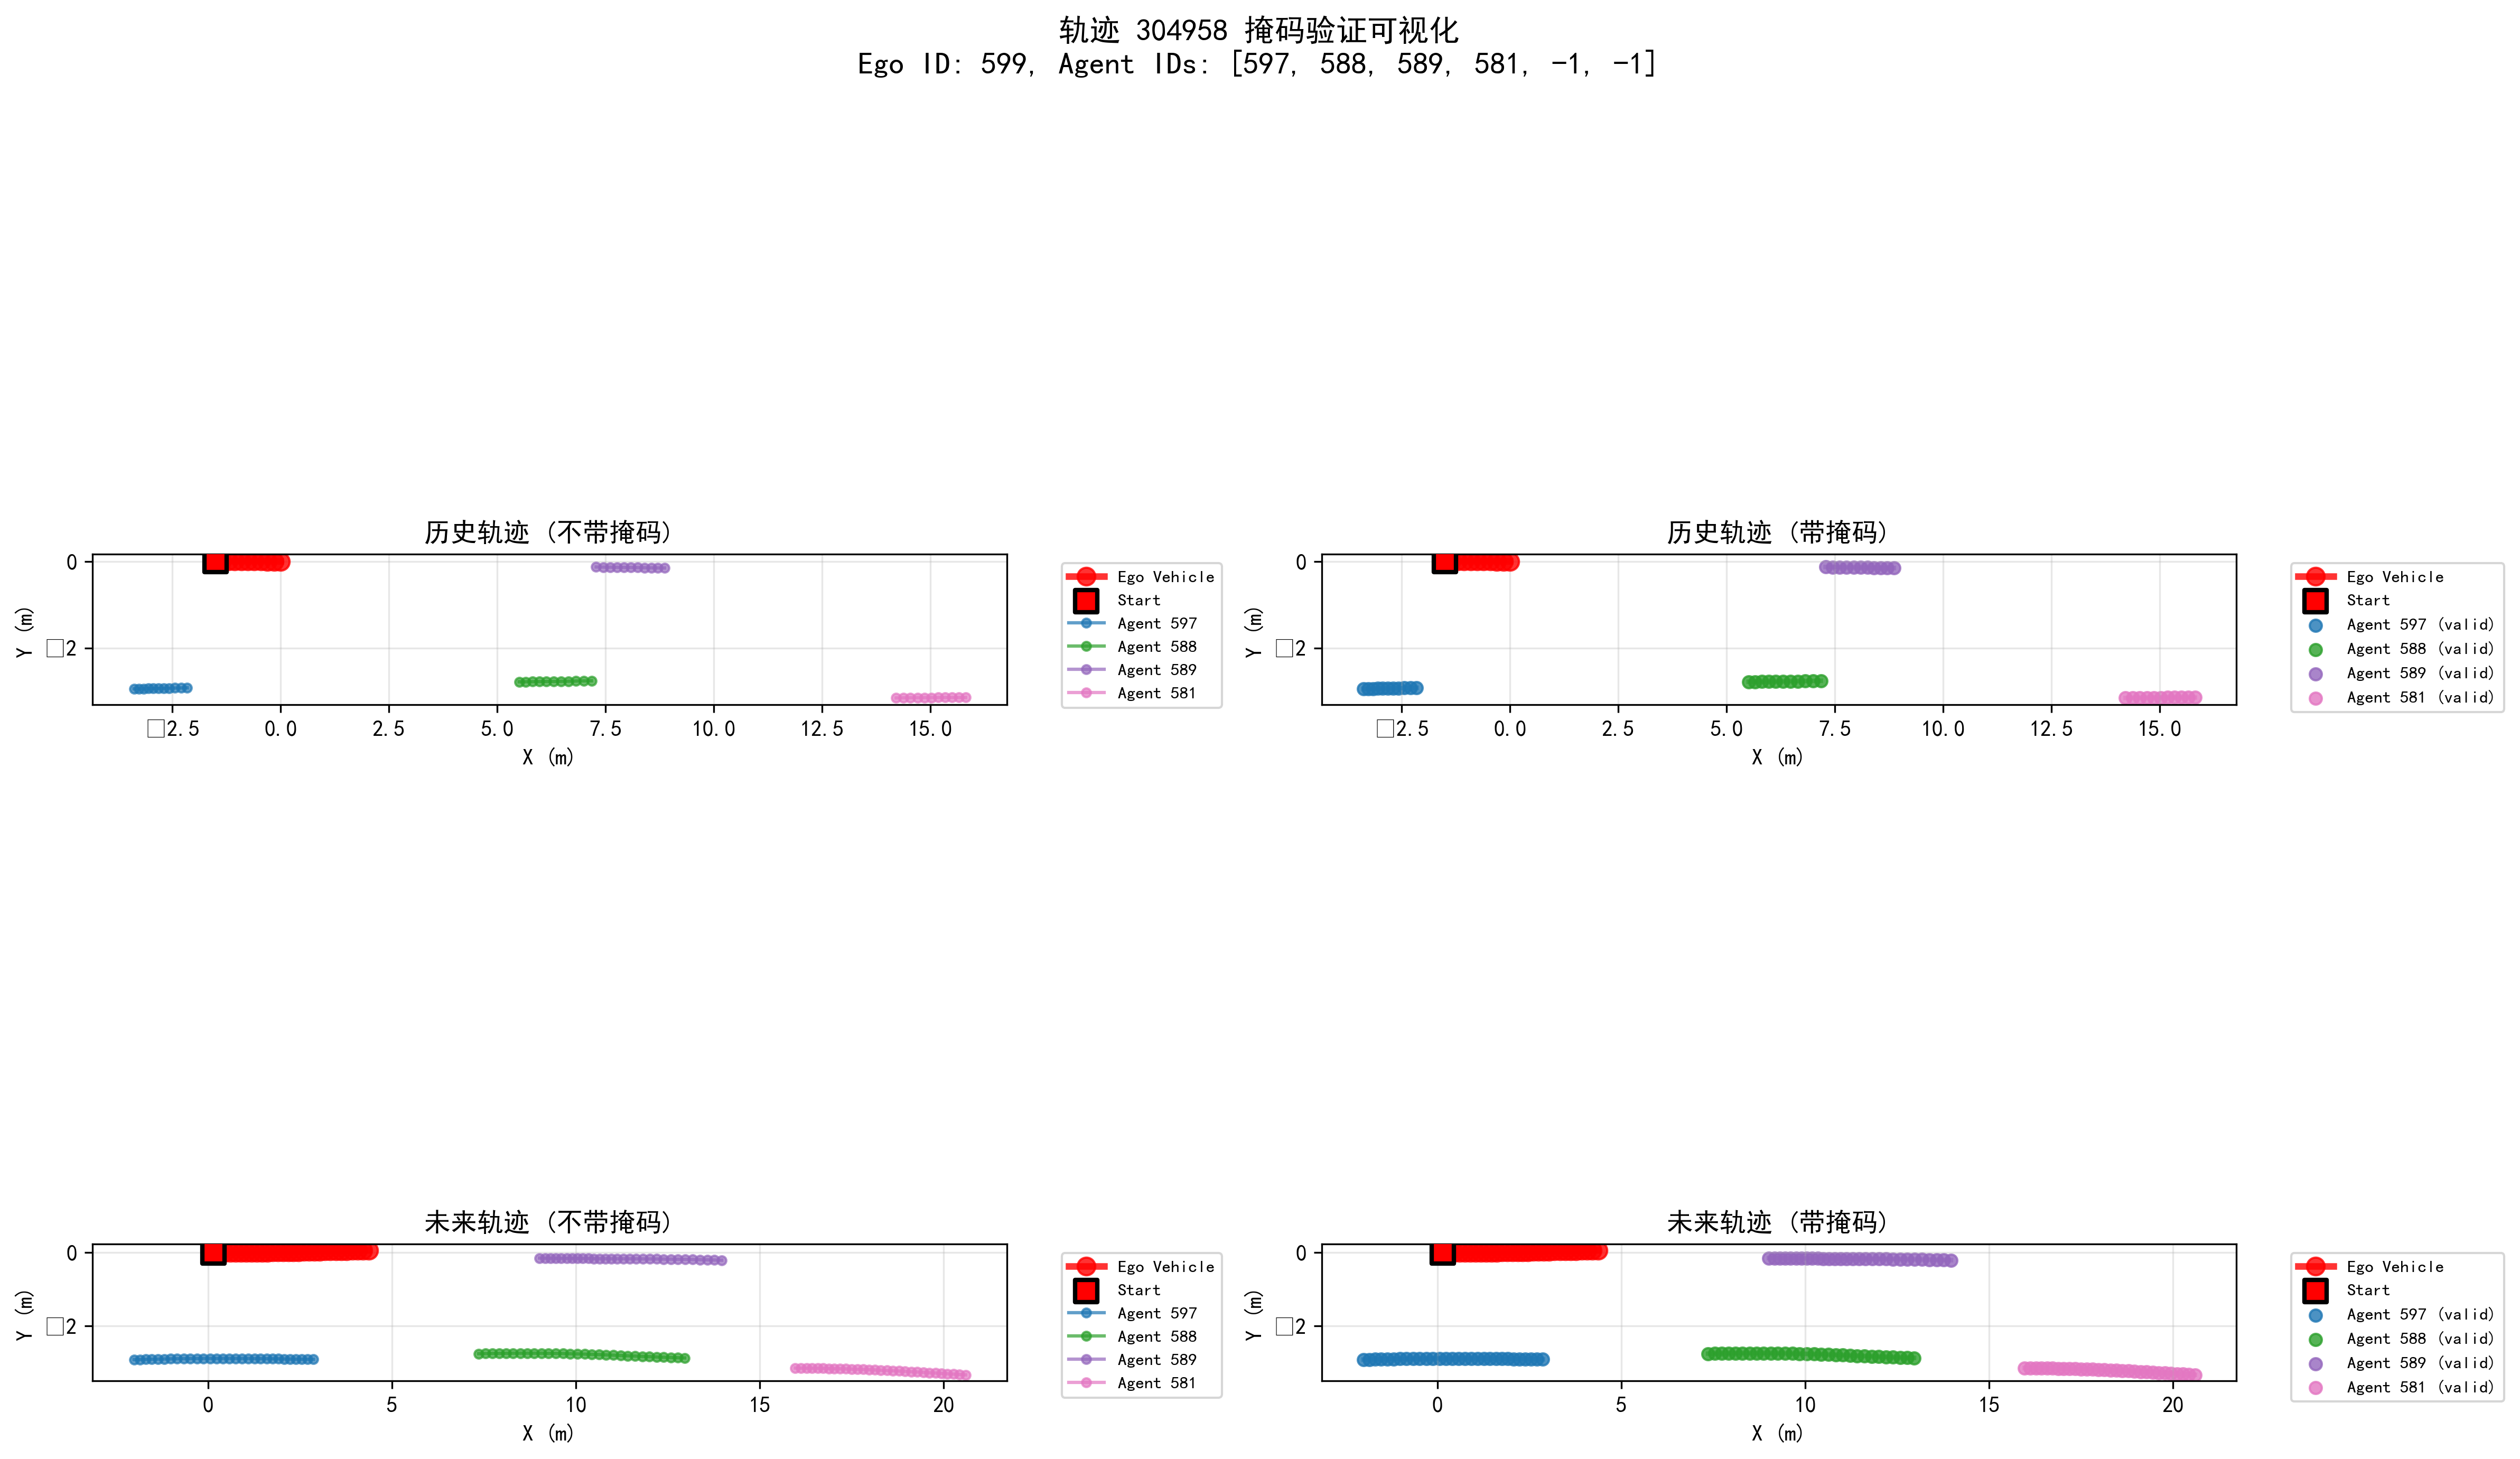 轨迹 304958 掩码验证可视化
Ego ID: 599, Agent IDs: [597, 588, 589, 581, -1, -1]
历史轨迹 (不带掩码)
Y (m)
0
□2
□2.5 0.0 2.5 5.0 7.5 10.0 12.5 15.0
X (m)
Ego Vehicle
Start
Agent 597
Agent 588
Agent 589
Agent 581
历史轨迹 (带掩码)
Y (m)
0
□2
□2.5 0.0 2.5 5.0 7.5 10.0 12.5 15.0
X (m)
Ego Vehicle
Start
Agent 597 (valid)
Agent 588 (valid)
Agent 589 (valid)
Agent 581 (valid)
未来轨迹 (不带掩码)
Y (m)
0
□2
0 5 10 15 20
X (m)
Ego Vehicle
Start
Agent 597
Agent 588
Agent 589
Agent 581
未来轨迹 (带掩码)
Y (m)
0
□2
0 5 10 15 20
X (m)
Ego Vehicle
Start
Agent 597 (valid)
Agent 588 (valid)
Agent 589 (valid)
Agent 581 (valid)